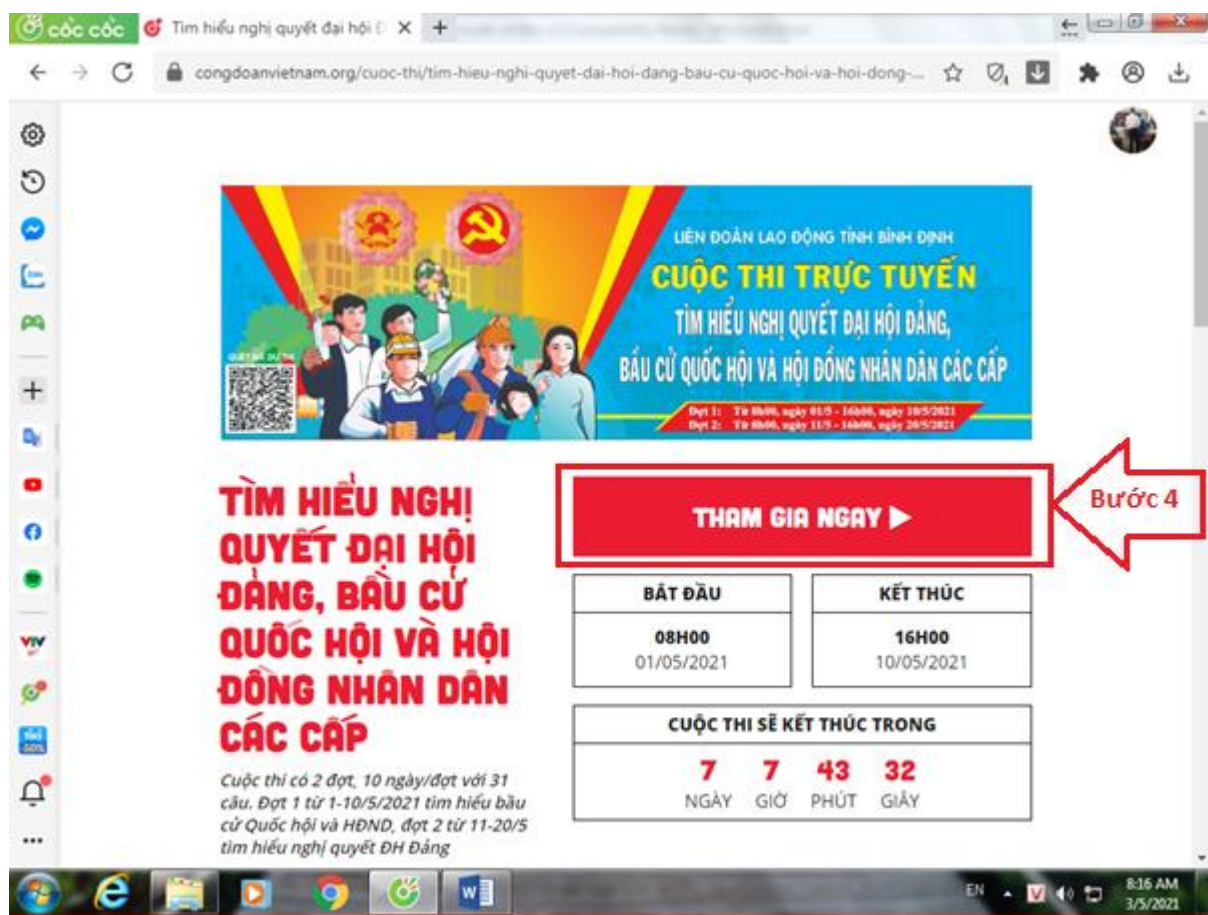 cốc cốc
Tìm hiểu nghị quyết đại hội Đ
congdoanvietnam.org/cuoc-thi/tim-hieu-nghi-quyet-dai-hoi-dang-bau-cu-quoc-hoi-va-hoi-dong-...
LIÊN ĐOÀN LAO ĐỘNG TỈNH BÌNH ĐỊNH
CUỘC THI TRỰC TUYẾN
TÌM HIỂU NGHỊ QUYẾT ĐẠI HỘI ĐẢNG,
BẦU CỬ QUỐC HỘI VÀ HỘI ĐỒNG NHÂN DÂN CÁC CẤP
QUÉT MÃ DỰ THI
Đợt 1: Từ 8h00, ngày 01/5 - 16h00, ngày 10/5/2021
Đợt 2: Từ 8h00, ngày 11/5 - 16h00, ngày 20/5/2021
TÌM HIỂU NGHỊ
QUYẾT ĐẠI HỘI
ĐẢNG, BẦU CỬ
QUỐC HỘI VÀ HỘI
ĐỒNG NHÂN DÂN
CÁC CẤP
Cuộc thi có 2 đợt, 10 ngày/đợt với 31
câu. Đợt 1 từ 1-10/5/2021 tìm hiểu bầu
cử Quốc hội và HĐND, đợt 2 từ 11-20/5
tìm hiểu nghị quyết ĐH Đảng
THAM GIA NGAY
Bước 4
BẮT ĐẦU
08H00
01/05/2021
KẾT THÚC
16H00
10/05/2021
CUỘC THI SẼ KẾT THÚC TRONG
7 7 43 32
NGÀY GIỜ PHÚT GIÂY
VTV
EN
8:16 AM
3/5/2021